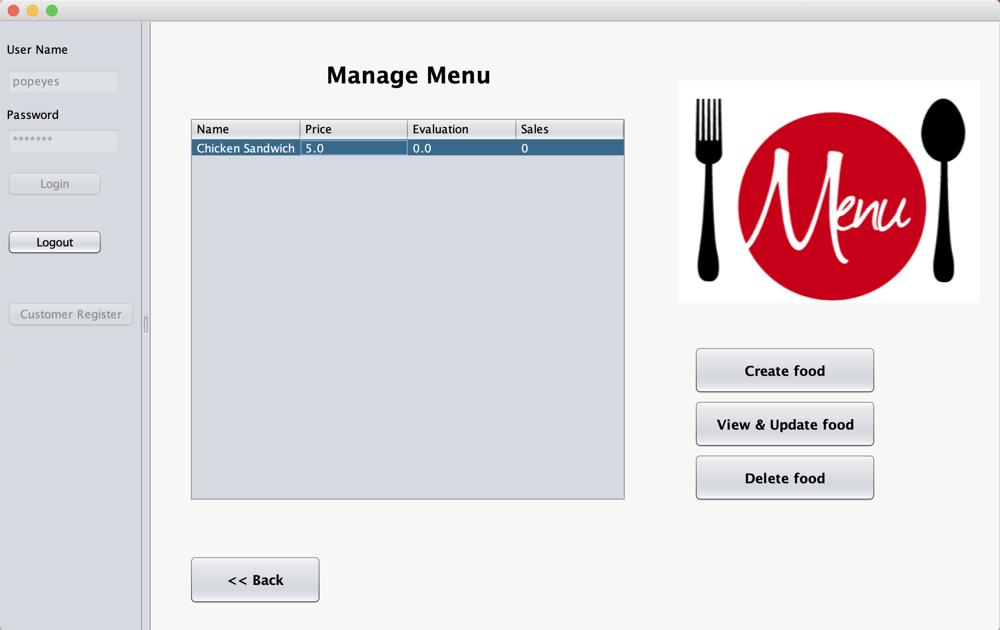 User Name
popeyes
Password
*******
Login
Logout
Customer Register
Manage Menu
Name Price Evaluation Sales
Chicken Sandwich 5.0 0.0 0
Menu
Create food
View & Update food
Delete food
<< Back